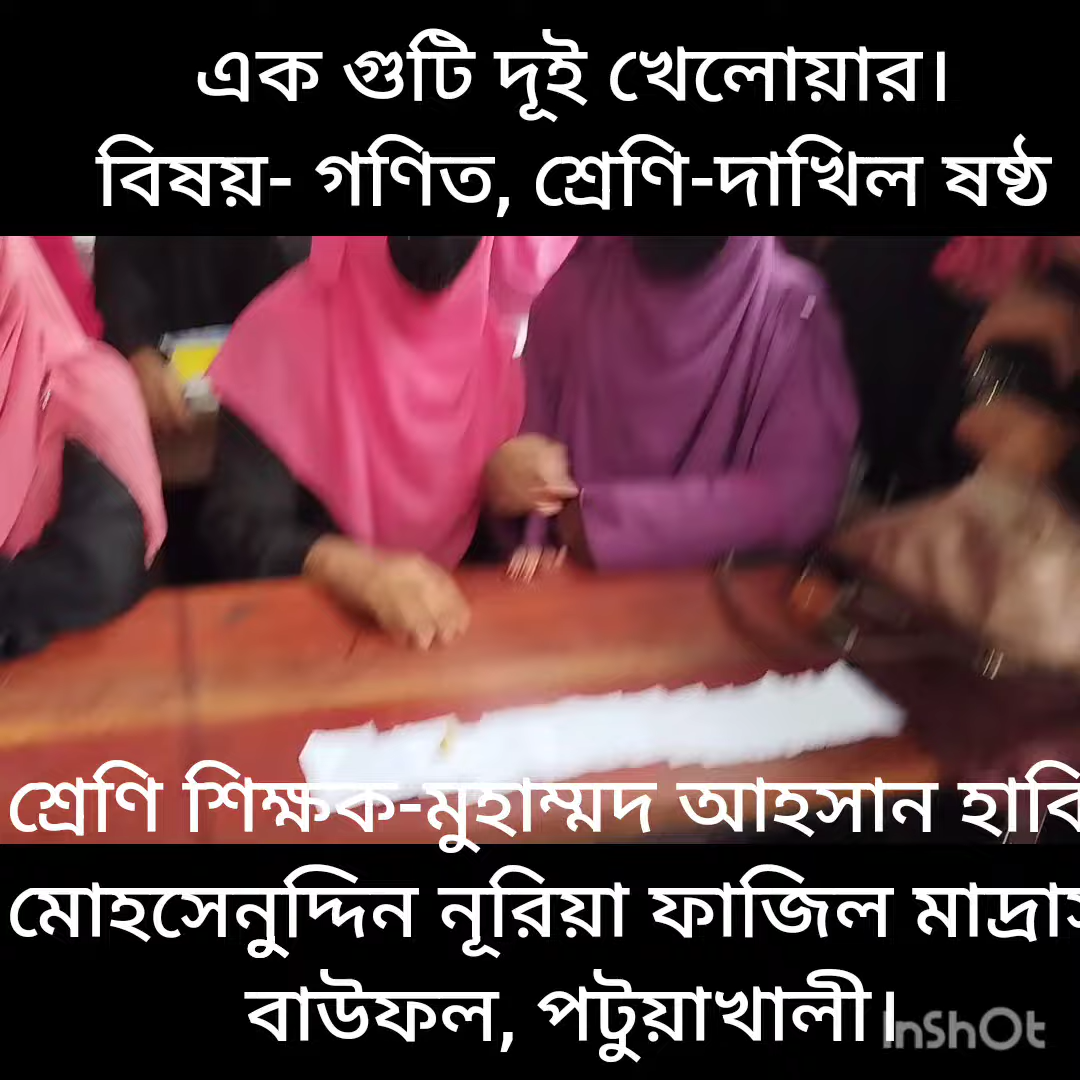 এক গুটি দূই খেলোয়ার।
বিষয়- গণিত, শ্রেণি-দাখিল ষষ্ঠ
শ্রেণি শিক্ষক-মুহাম্মদ আহসান
মোহসেনুদ্দিন নূরিয়া ফাজিল
বাউফল, পটুয়াখালী।
InShOt